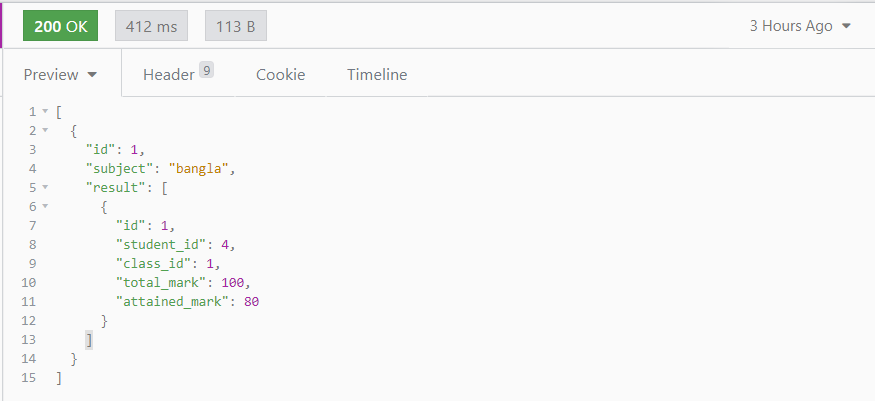 200 OK 412 ms 113 B 3 Hours Ago
Preview Header 9 Cookie Timeline
1 [
2 {
3 "id": 1,
4 "subject": "bangla",
5 "result": [
6 {
7 "id": 1,
8 "student_id": 4,
9 "class_id": 1,
10 "total_mark": 100,
11 "attained_mark": 80
12 }
13 ]
14 }
15 ]